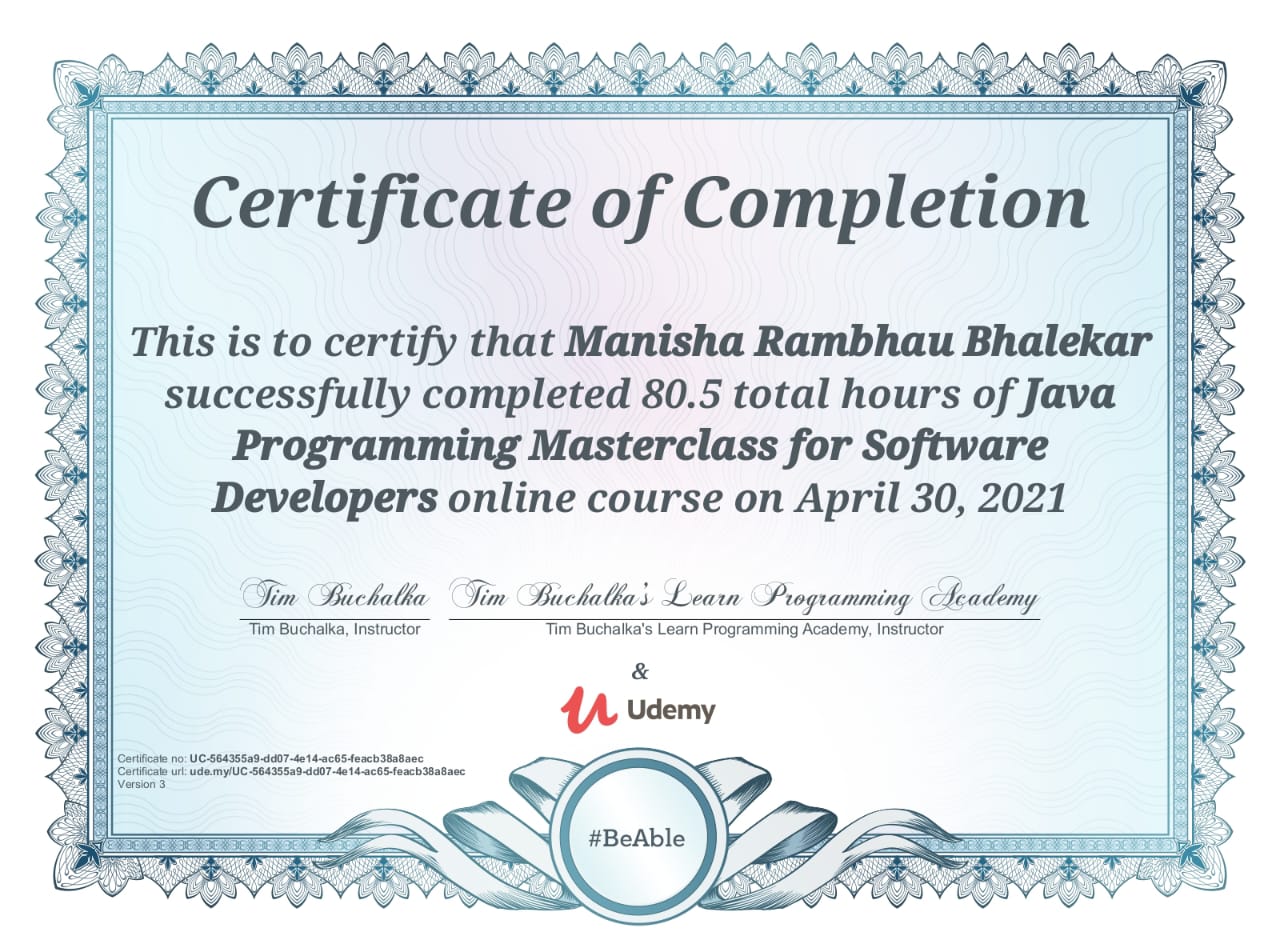 Certificate of Completion
This is to certify that Manisha Rambhau Bhalekar
successfully completed 80.5 total hours of Java
Programming Masterclass for Software
Developers online course on April 30, 2021
Tim Buchalka Tim Buchalka's Learn Programming Academy
Tim Buchalka, Instructor Tim Buchalka's Learn Programming Academy, Instructor
&
Udemy
Certificate no: UC-564355a9-dd07-4e14-ac65-feacb38a8aec
Certificate url: ude.my/UC-564355a9-dd07-4e14-ac65-feacb38a8aec
Version 3
#BeAble